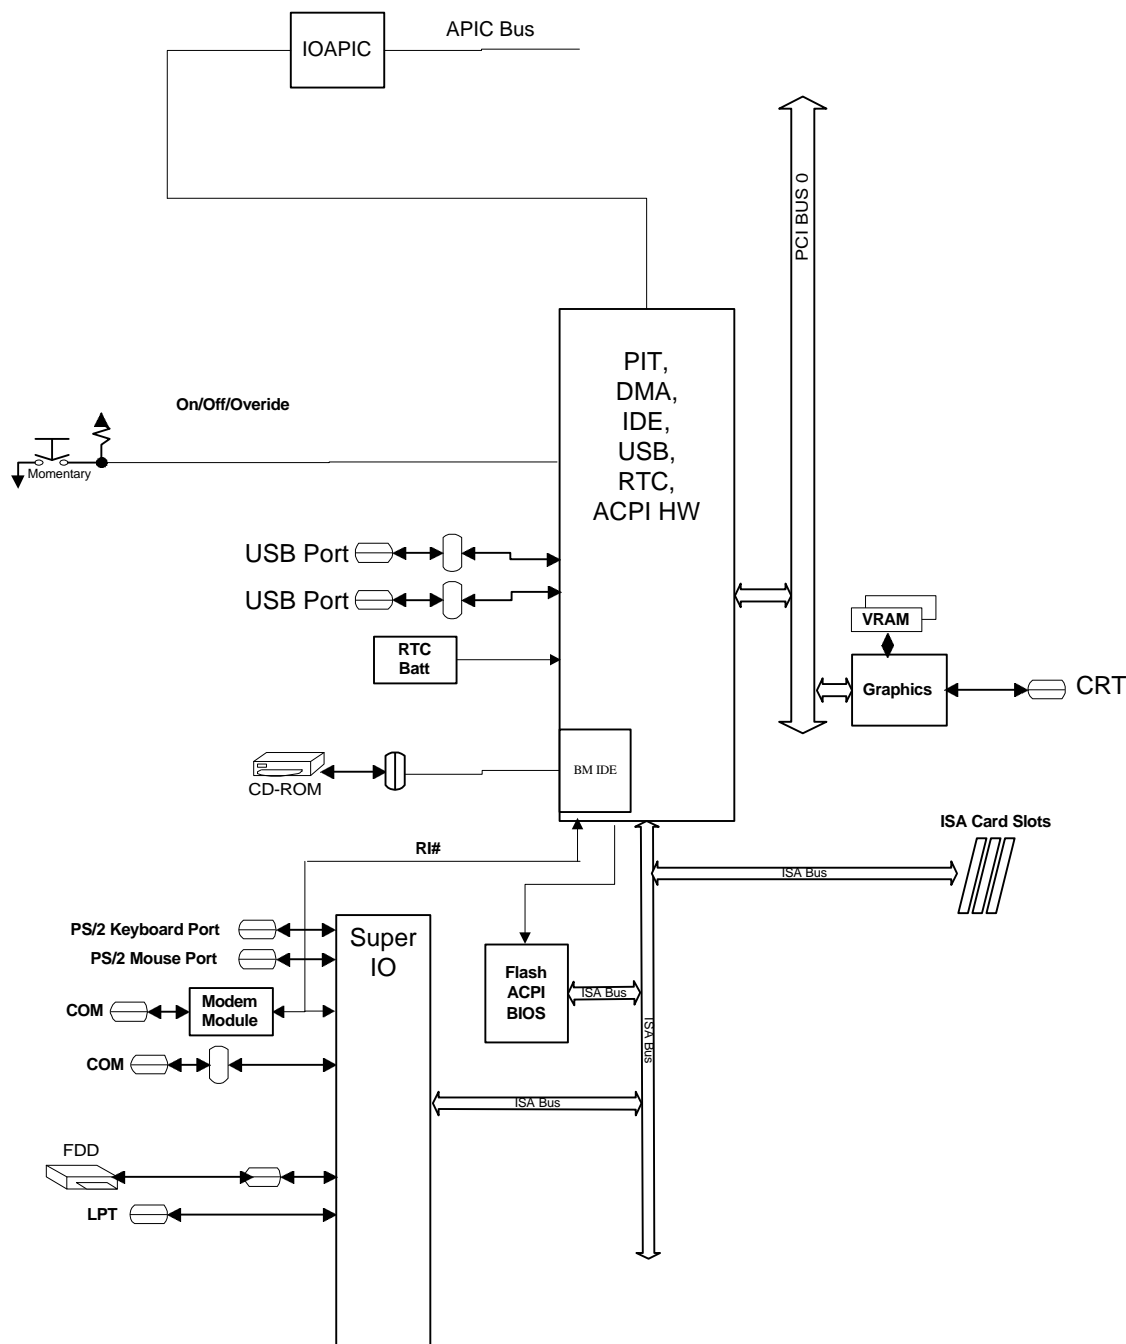 IOAPIC
APIC Bus
PCI BUS 0
PIT,
DMA,
IDE,
USB,
RTC,
ACPI HW
On/Off/Overide
Momentary
USB Port
USB Port
RTC
Batt
VRAM
Graphics
CRT
BM IDE
CD-ROM
RI#
ISA Card Slots
ISA Bus
PS/2 Keyboard Port
PS/2 Mouse Port
Super
IO
COM
Modem
Module
Flash
ACPI
BIOS
ISA Bus
ISA Bus
COM
ISA Bus
FDD
LPT